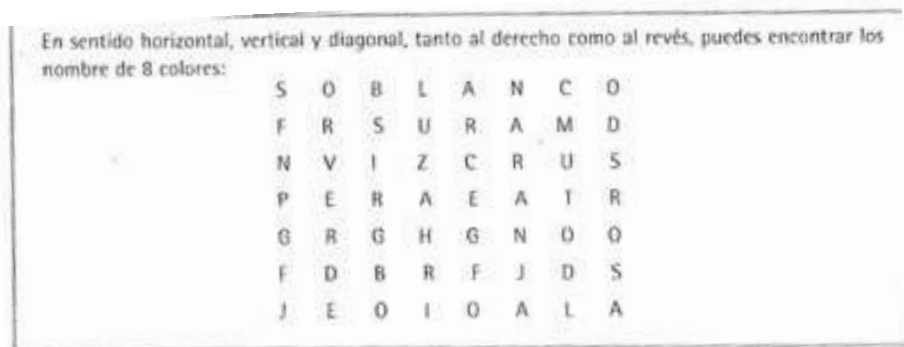 En sentido horizontal, vertical y diagonal, tanto al derecho como al revés, puedes encontrar los
nombre de 8 colores:
S O B L A N C O
F R S U R A M D
N V I Z C R U S
P E R A E A T R
G R G H G N O O
F D B R F J D S
J E O I O A L A